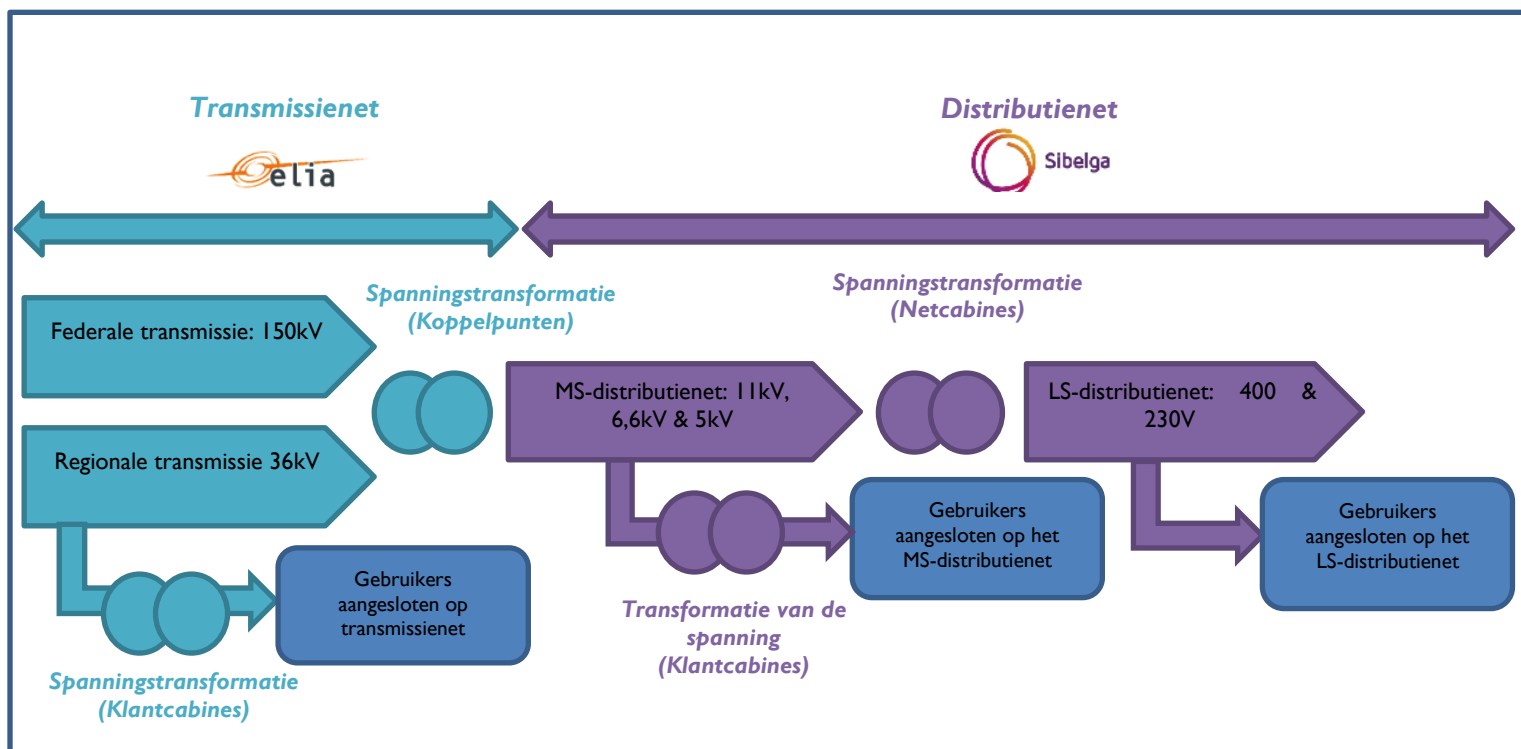 Transmissienet
elia
Distributienet
Sibelga
Spanningstransformatie
(Koppelpunten)
Spanningstransformatie
(Netcabines)
Federale transmissie: 150kV
Regionale transmissie 36kV
MS-distributienet: 11kV,
6,6kV & 5kV
LS-distributienet: 400 &
230V
Gebruikers
aangesloten op
transmissienet
Gebruikers
aangesloten op het
MS-distributienet
Gebruikers
aangesloten op het
LS-distributienet
Spanningstransformatie
(Klantcabines)
Transformatie van de
spanning
(Klantcabines)